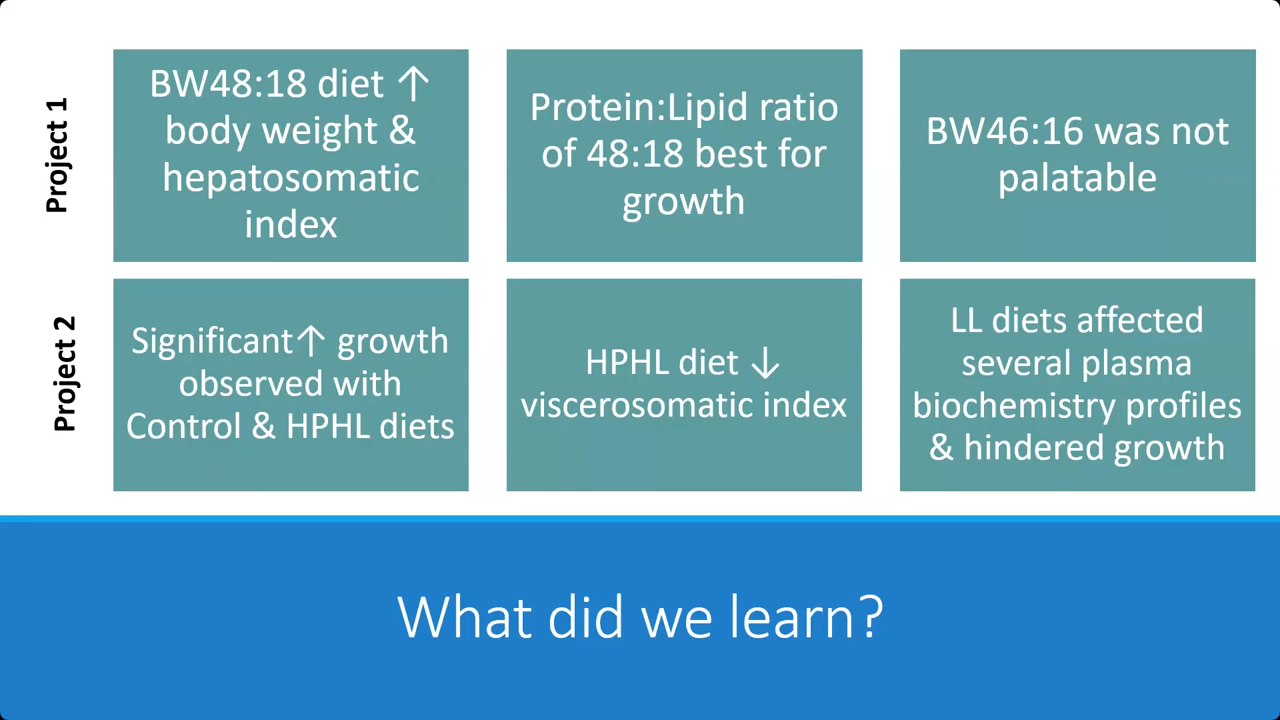 Project 1
BW48:18 diet ↑
body weight &
hepatosomatic
index
Protein:Lipid ratio
of 48:18 best for
growth
BW46:16 was not
palatable
Project 2
Significant↑ growth
observed with
Control & HPHL diets
HPHL diet ↓
viscerosomatic index
LL diets affected
several plasma
biochemistry profiles
& hindered growth
What did we learn?